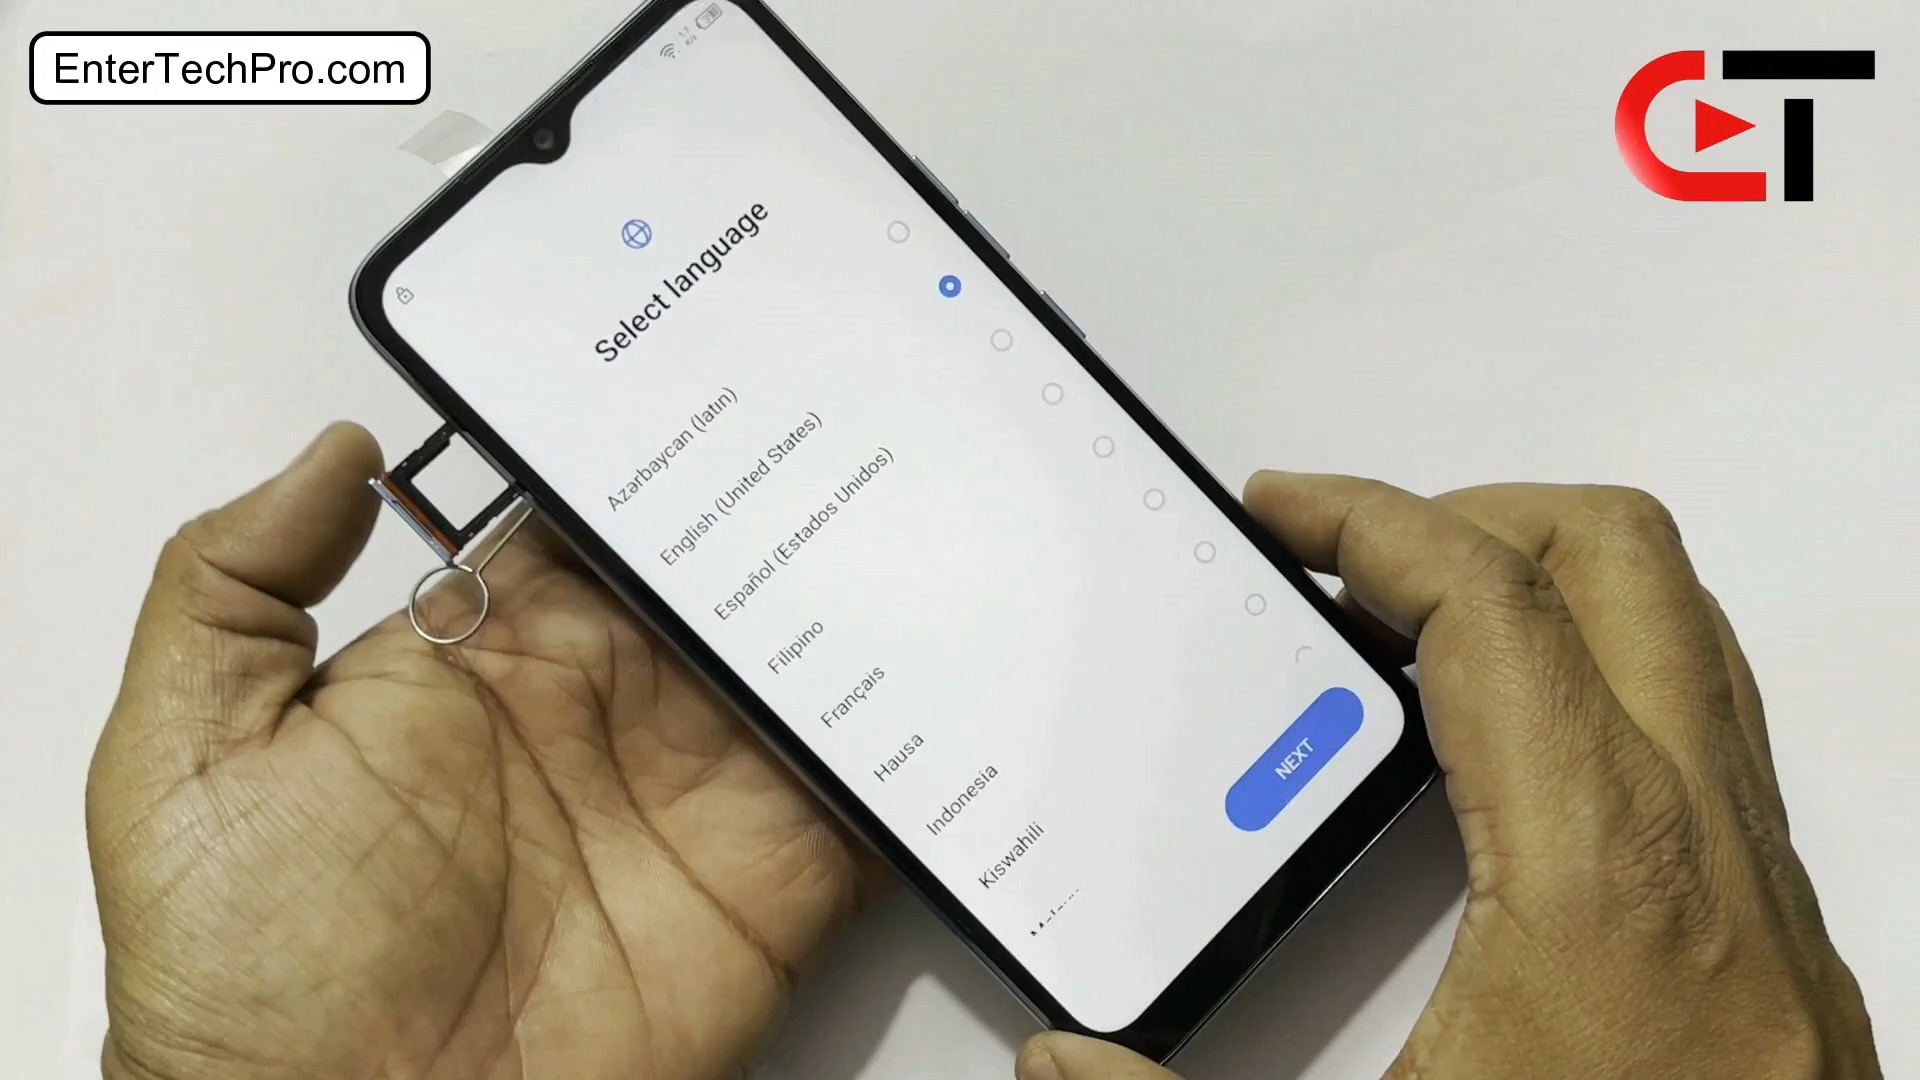 EnterTechPro.com
Select language
Azərbaycan (latın)
English (United States)
Español (Estados Unidos)
Filipino
Français
Hausa
Indonesia
Kiswahili
NEXT